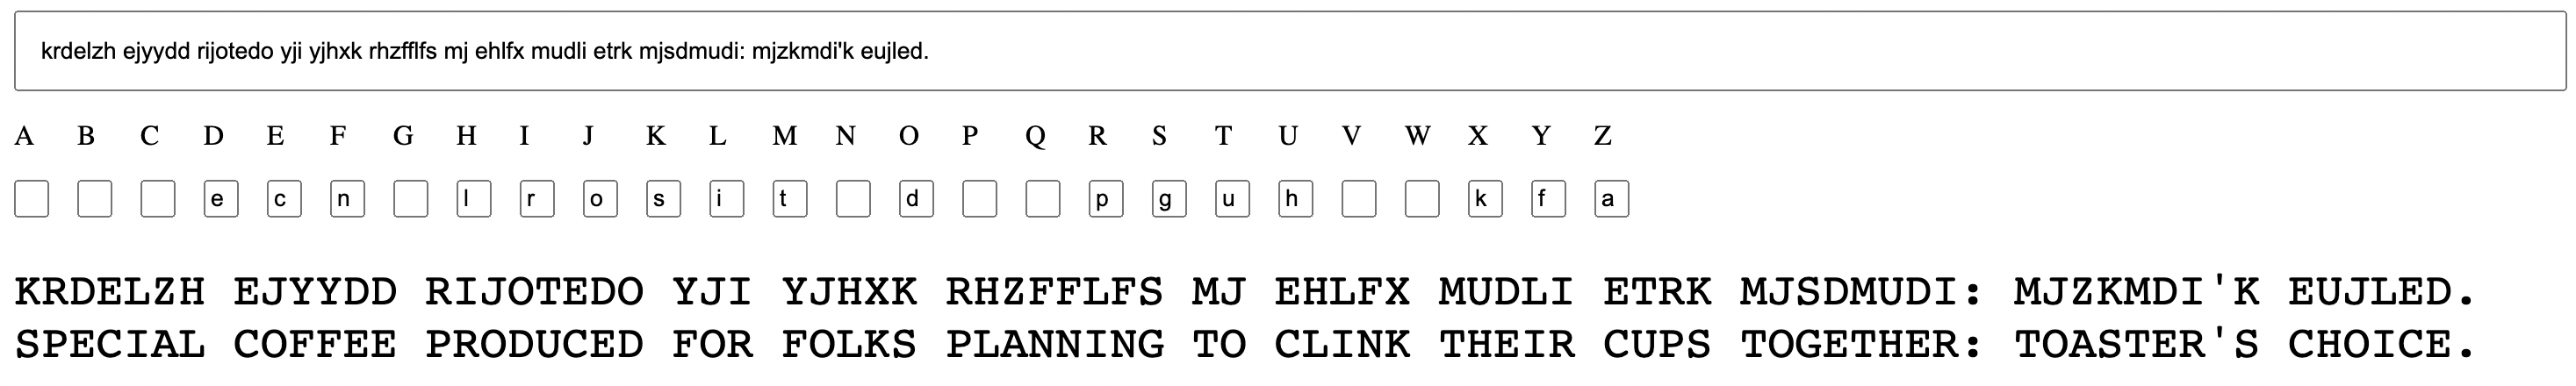 krdelzh ejyydd rijotedo yji yjhxk rhzfflfs mj ehlfx mudli etrk mjsdmudi: mjzkmdi'k eujled.
A B C D E F G H I J K L M N O P Q R S T U V W X Y Z
e c n l r o s i t d p g u h k f a
KRDELZH EJYYDD RIJOTEDO YJI YJHXK RHZFFLFS MJ EHLFX MUDLI ETRK MJSDMUDI: MJZKMDI'K EUJLED.
SPECIAL COFFEE PRODUCED FOR FOLKS PLANNING TO CLINK THEIR CUPS TOGETHER: TOASTER'S CHOICE.